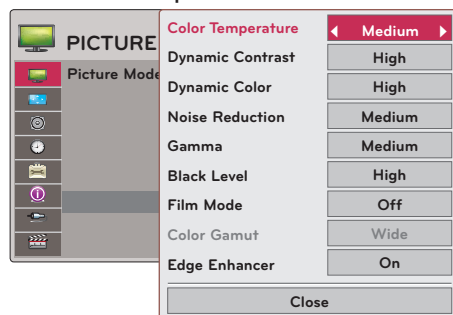 PICTURE
Picture Mode
Color Temperature Medium
Dynamic Contrast High
Dynamic Color High
Noise Reduction Medium
Gamma Medium
Black Level High
Film Mode Off
Color Gamut Wide
Edge Enhancer On
Close